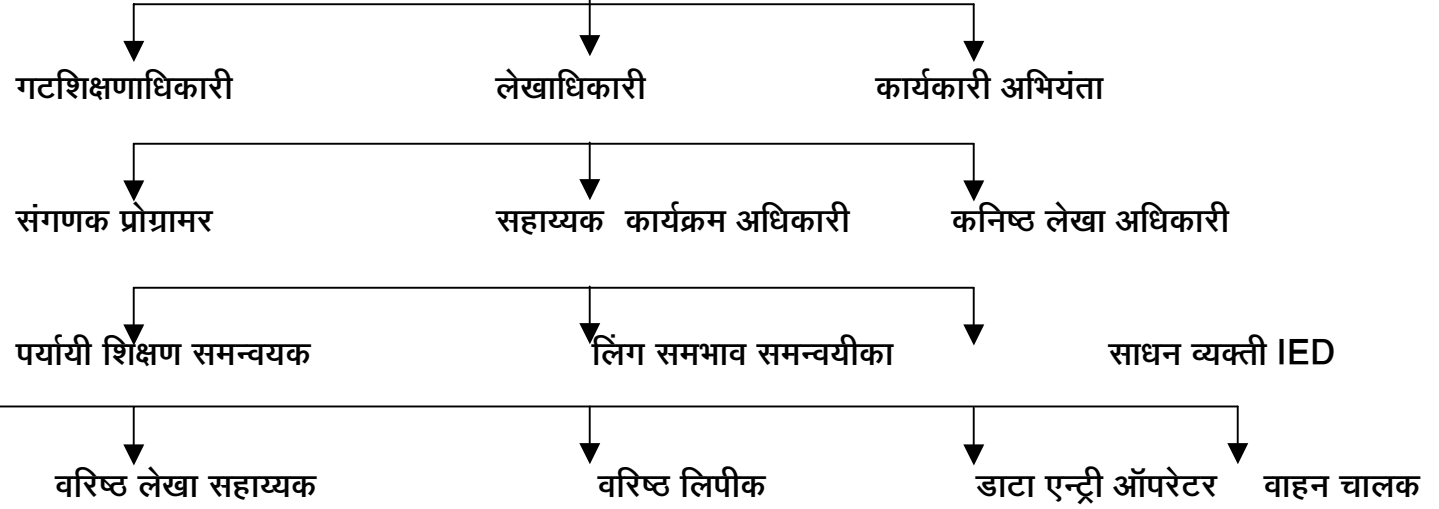 गटशिक्षणाधिकारी लेखाधिकारी कार्यकारी अभियंता
संगणक प्रोग्रामर सहाय्यक कार्यक्रम अधिकारी कनिष्ठ लेखा अधिकारी
पर्यायी शिक्षण समन्वयक लिंग समभाव समन्वयीका साधन व्यक्ती IED
वरिष्ठ लेखा सहाय्यक वरिष्ठ लिपीक डाटा एन्ट्री ऑपरेटर वाहन चालक